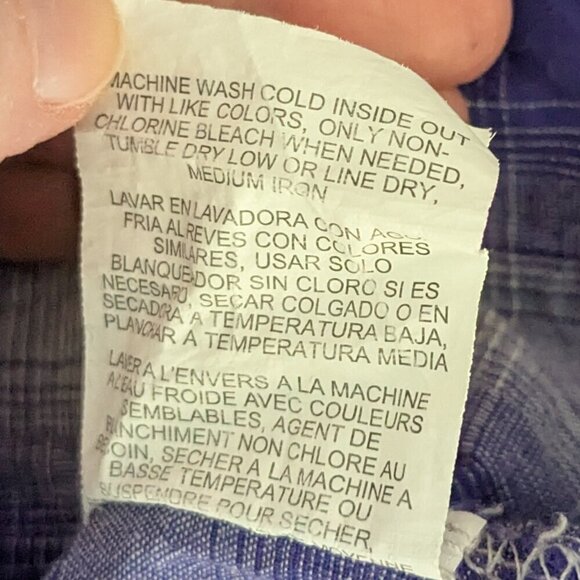 MACHINE WASH COLD INSIDE OUT
WITH LIKE COLORS, ONLY NON-
CHLORINE BLEACH WHEN NEEDED,
TUMBLE DRY LOW OR LINE DRY,
MEDIUM IRON
LAVAR EN LAVADORA CON
FRIA AL REVES CON COLORES
SIMILARES, USAR SOLO
BLANQUEADOR SIN CLORO SI ES
NECESARIO, SECAR COLGADO O EN
SECADORA A TEMPERATURA BAJA,
PLANCHAR A TEMPERATURA MEDIA
LAVER A L'ENVERS A LA MACHINE
A L'EAU FROIDE AVEC COULEURS
SEMBLABLES, AGENT DE
BLANCHIMENT NON CHLORE AU
BESOIN, SECHER A LA MACHINE A
BASSE TEMPERATURE OU
SUSPENDRE POUR SECHER,